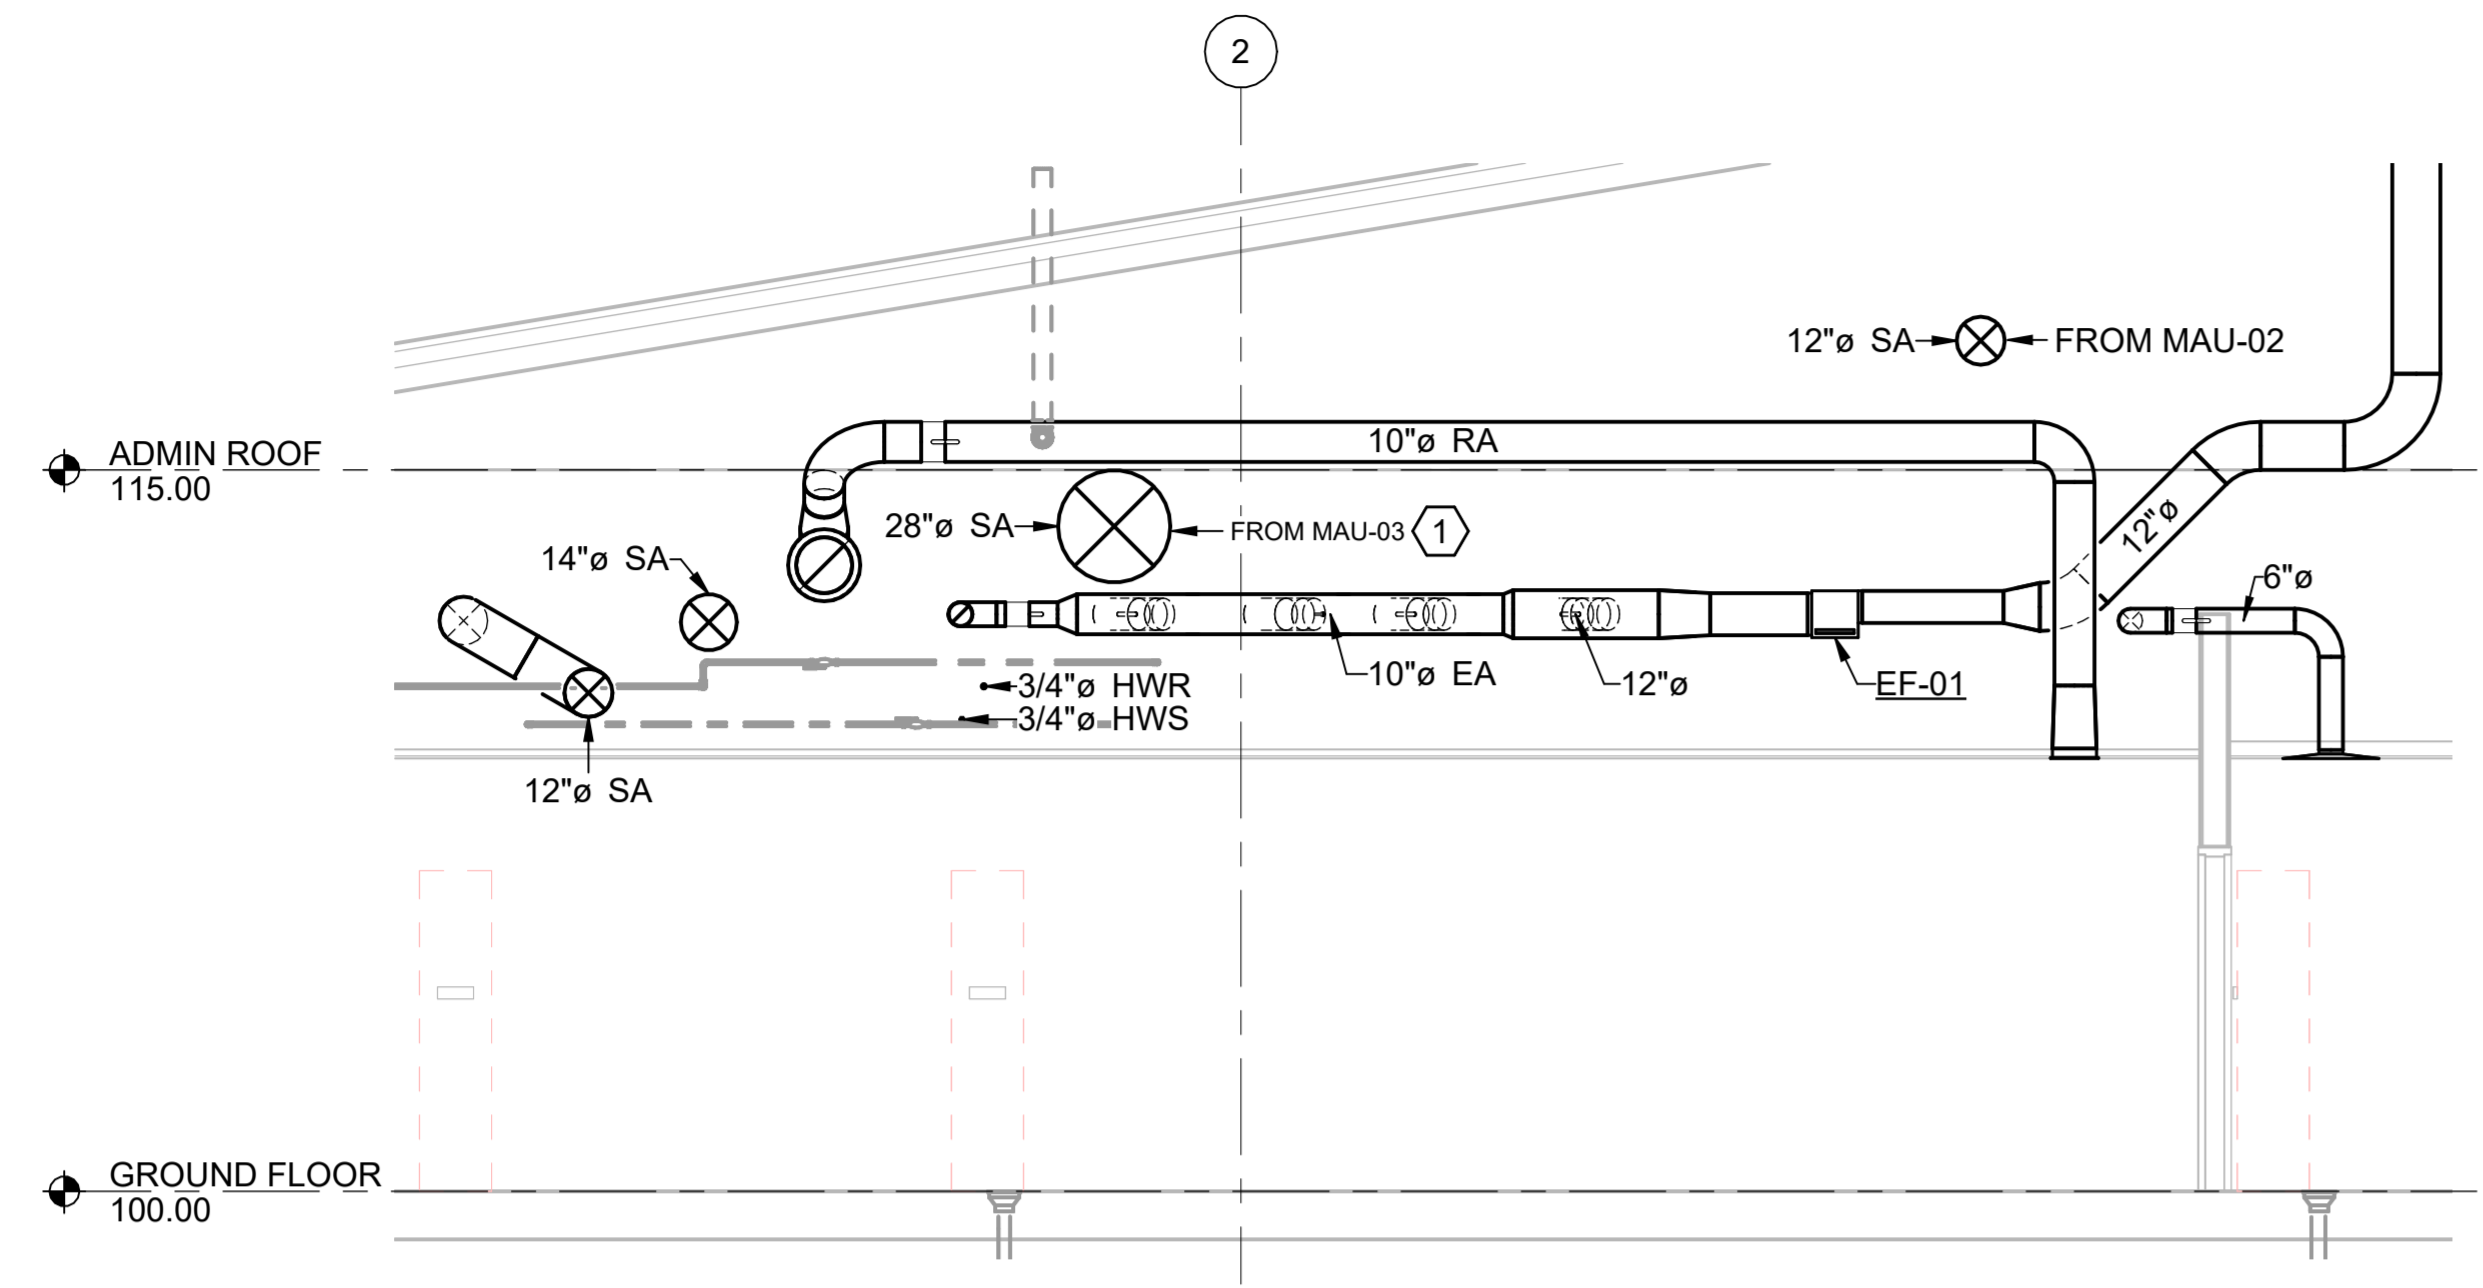 2
12"ø SA
FROM MAU-02
ADMIN ROOF
115.00
10"ø RA
28"ø SA
FROM MAU-03
1
12"ø
14"ø SA
6"ø
10"ø EA
12"ø
EF-01
3/4"ø HWR
3/4"ø HWS
12"ø SA
GROUND FLOOR
100.00